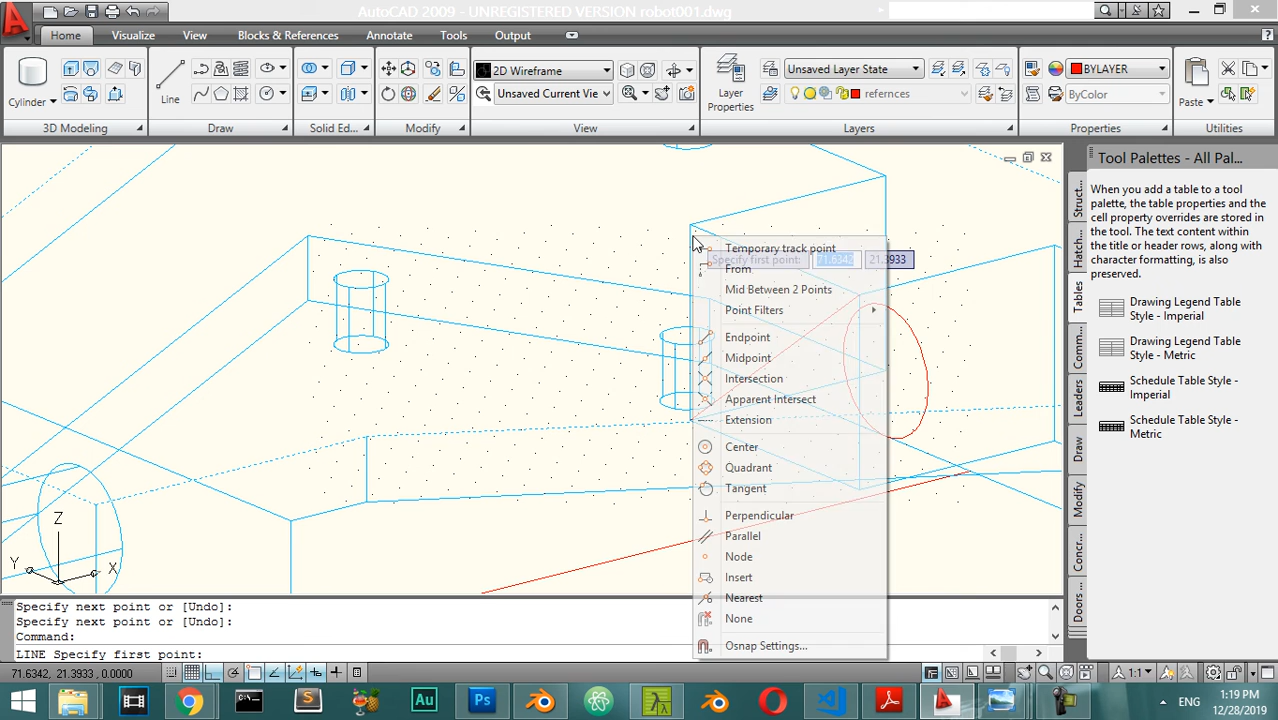 AutoCAD 2009 - UNREGISTERED VERSION robot001.dwg
Home
Visualize
View
Blocks & References
Annotate
Tools
Output
2D Wireframe
Unsaved Layer State
BYLAYER
Cylinder
Line
Unsaved Current Vie
Layer
Properties
refernces
ByColor
Paste
3D Modeling
Draw
Solid Ed...
Modify
View
Layers
Properties
Utilities
Tool Palettes - All Pal...
When you add a table to a tool
palette, the table properties and the
cell property overrides are stored in
the tool. The text content
within the title or header rows, along
with character formatting, is also
preserved.
Struct...
Hatch...
Tables
Comm...
Leaders
Draw
Modify
Concr...
Doors ...
Drawing Legend Table
Style - Imperial
Drawing Legend Table
Style - Metric
Schedule Table Style -
Imperial
Schedule Table Style -
Metric
Temporary track point
Specify first point:
71.6342
21.3933
From
Mid Between 2 Points
Point Filters
Endpoint
Midpoint
Intersection
Apparent Intersect
Extension
Center
Quadrant
Tangent
Perpendicular
Parallel
Node
Insert
Nearest
None
Osnap Settings...
Z
Y
X
Specify next point or [Undo]:
Specify next point or [Undo]:
Command:
LINE Specify first point:
71.6342, 21.3933, 0.0000
1:1
Au
Ps
ENG
1:19 PM
12/28/2019